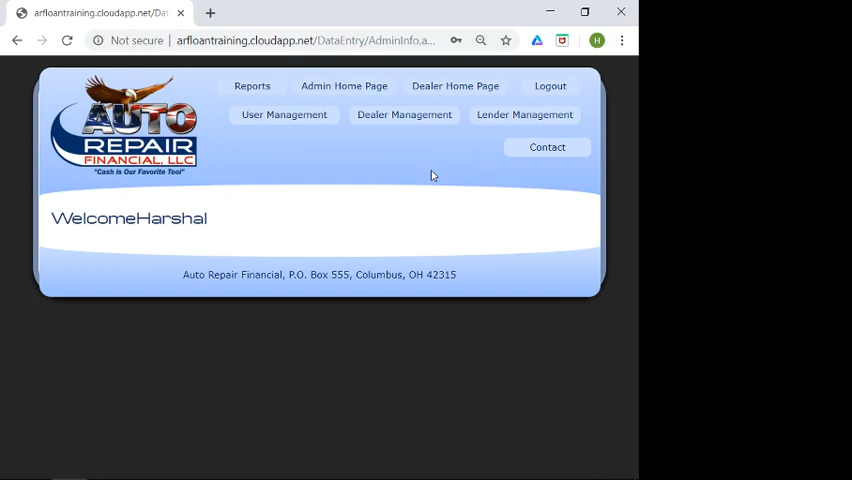 arfloantraining.cloudapp.net/Dat
Not secure | arfloantraining.cloudapp.net/DataEntry/AdminInfo.a...
H
Reports Admin Home Page Dealer Home Page Logout
User Management Dealer Management Lender Management
Contact
AUTO
REPAIR
FINANCIAL, LLC
"Cash is Our Favorite Tool"
WelcomeHarshal
Auto Repair Financial, P.O. Box 555, Columbus, OH 42315